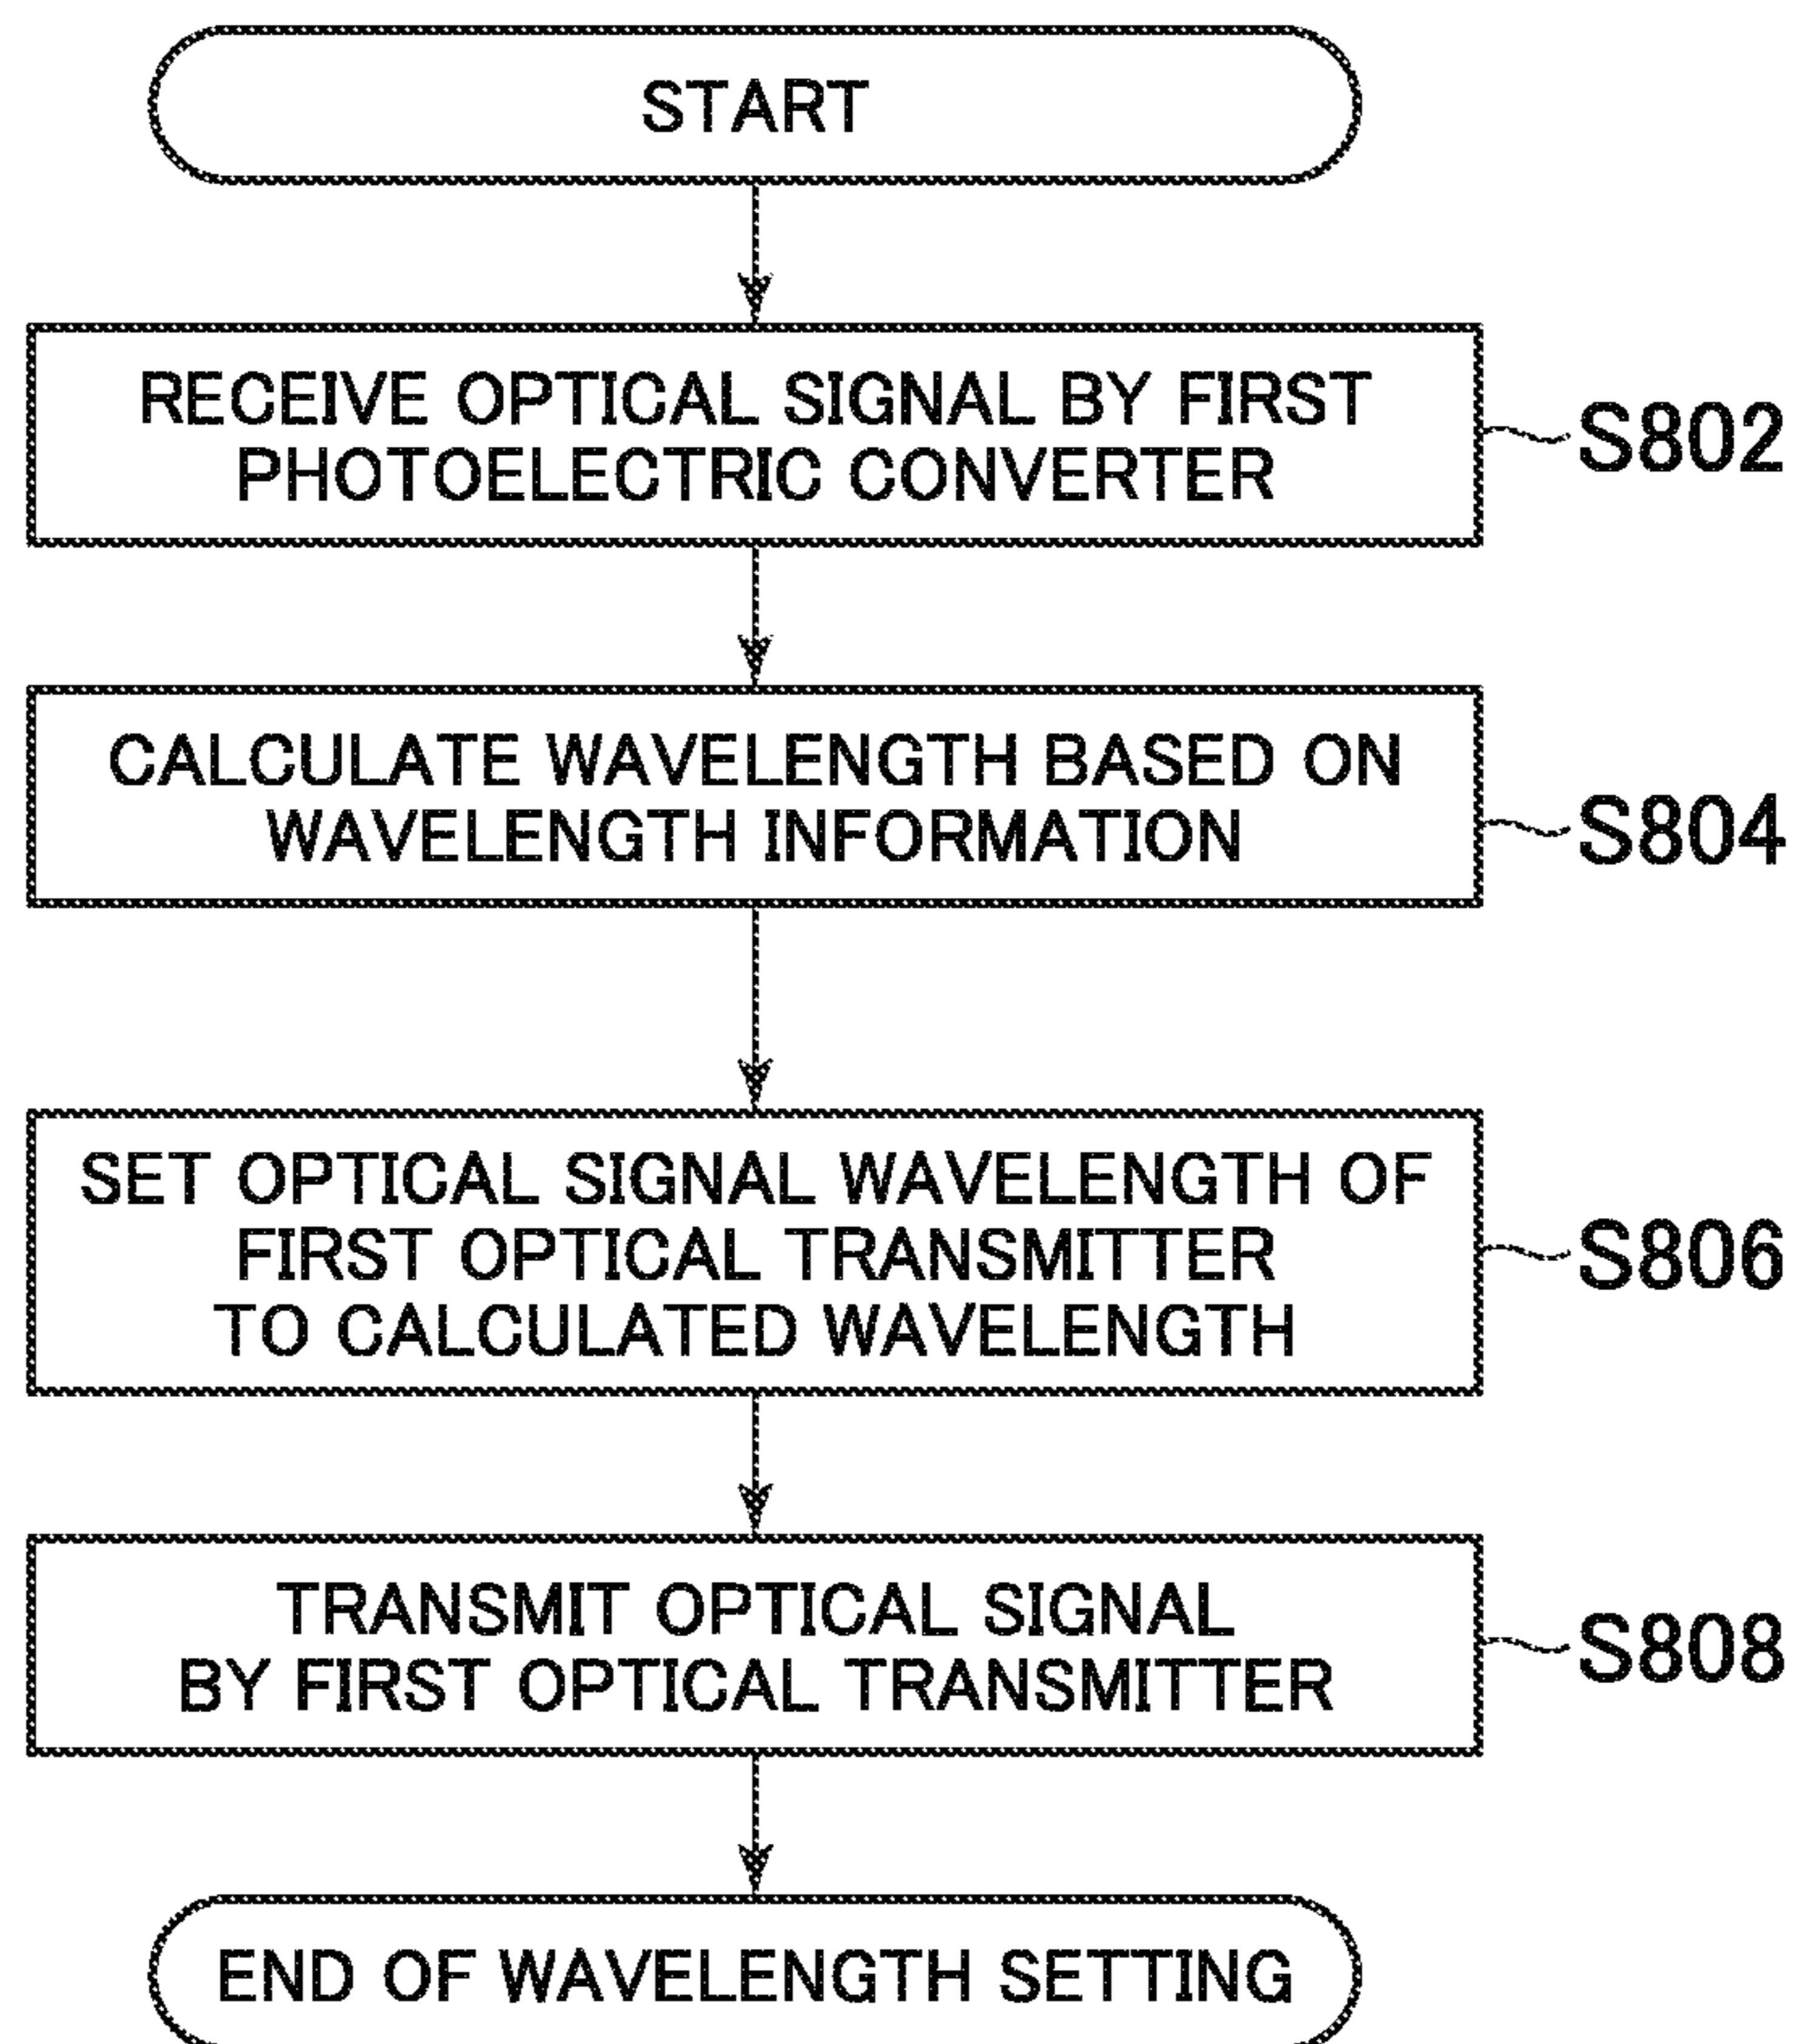 START
RECEIVE OPTICAL SIGNAL BY FIRST
PHOTOELECTRIC CONVERTER
S802
CALCULATE WAVELENGTH BASED ON
WAVELENGTH INFORMATION
S804
SET OPTICAL SIGNAL WAVELENGTH OF
FIRST OPTICAL TRANSMITTER
TO CALCULATED WAVELENGTH
S806
TRANSMIT OPTICAL SIGNAL
BY FIRST OPTICAL TRANSMITTER
S808
END OF WAVELENGTH SETTING